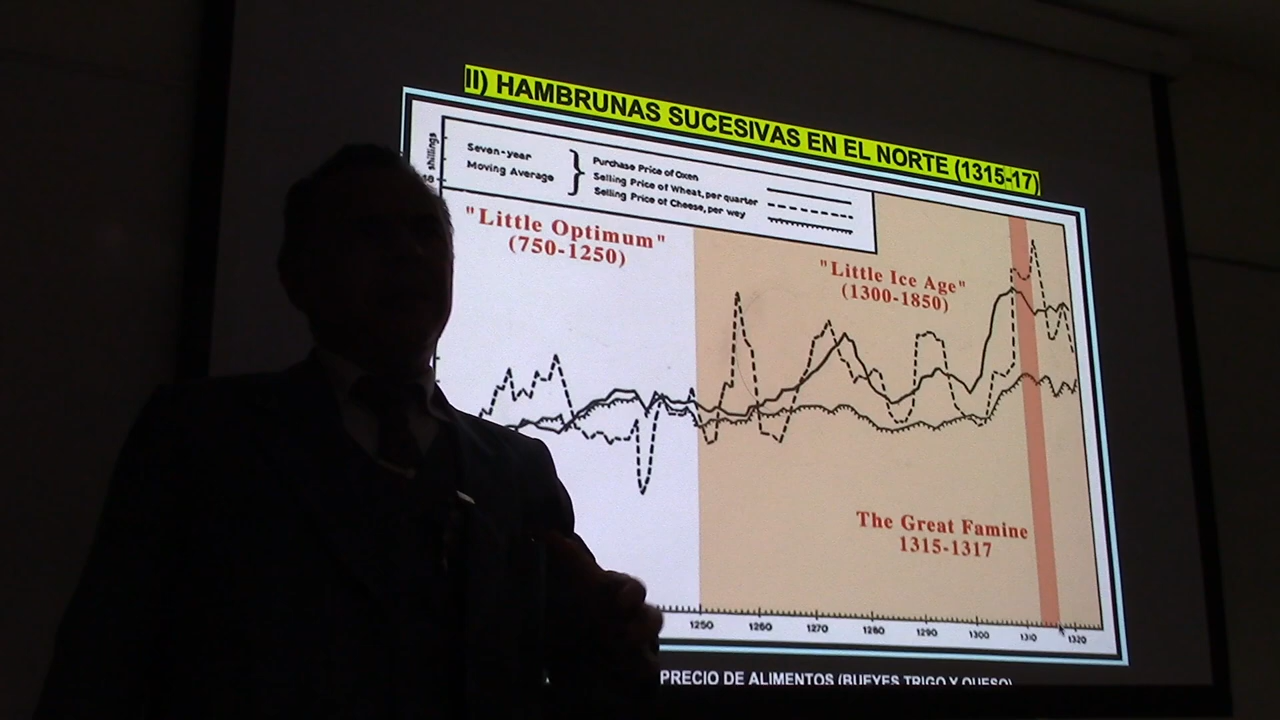 II) HAMBRUNAS SUCESIVAS EN EL NORTE (1315-17)
shillings
Seven-year
Moving Average
Purchase Price of Oxen
Selling Price of Wheat, per quarter
Selling Price of Cheese, per wey
"Little Optimum"
(750-1250)
"Little Ice Age"
(1300-1850)
The Great Famine
1315-1317
1250 1260 1270 1280 1290 1300 1310 1320
PRECIO DE ALIMENTOS (BUEYES TRIGO Y QUESO)